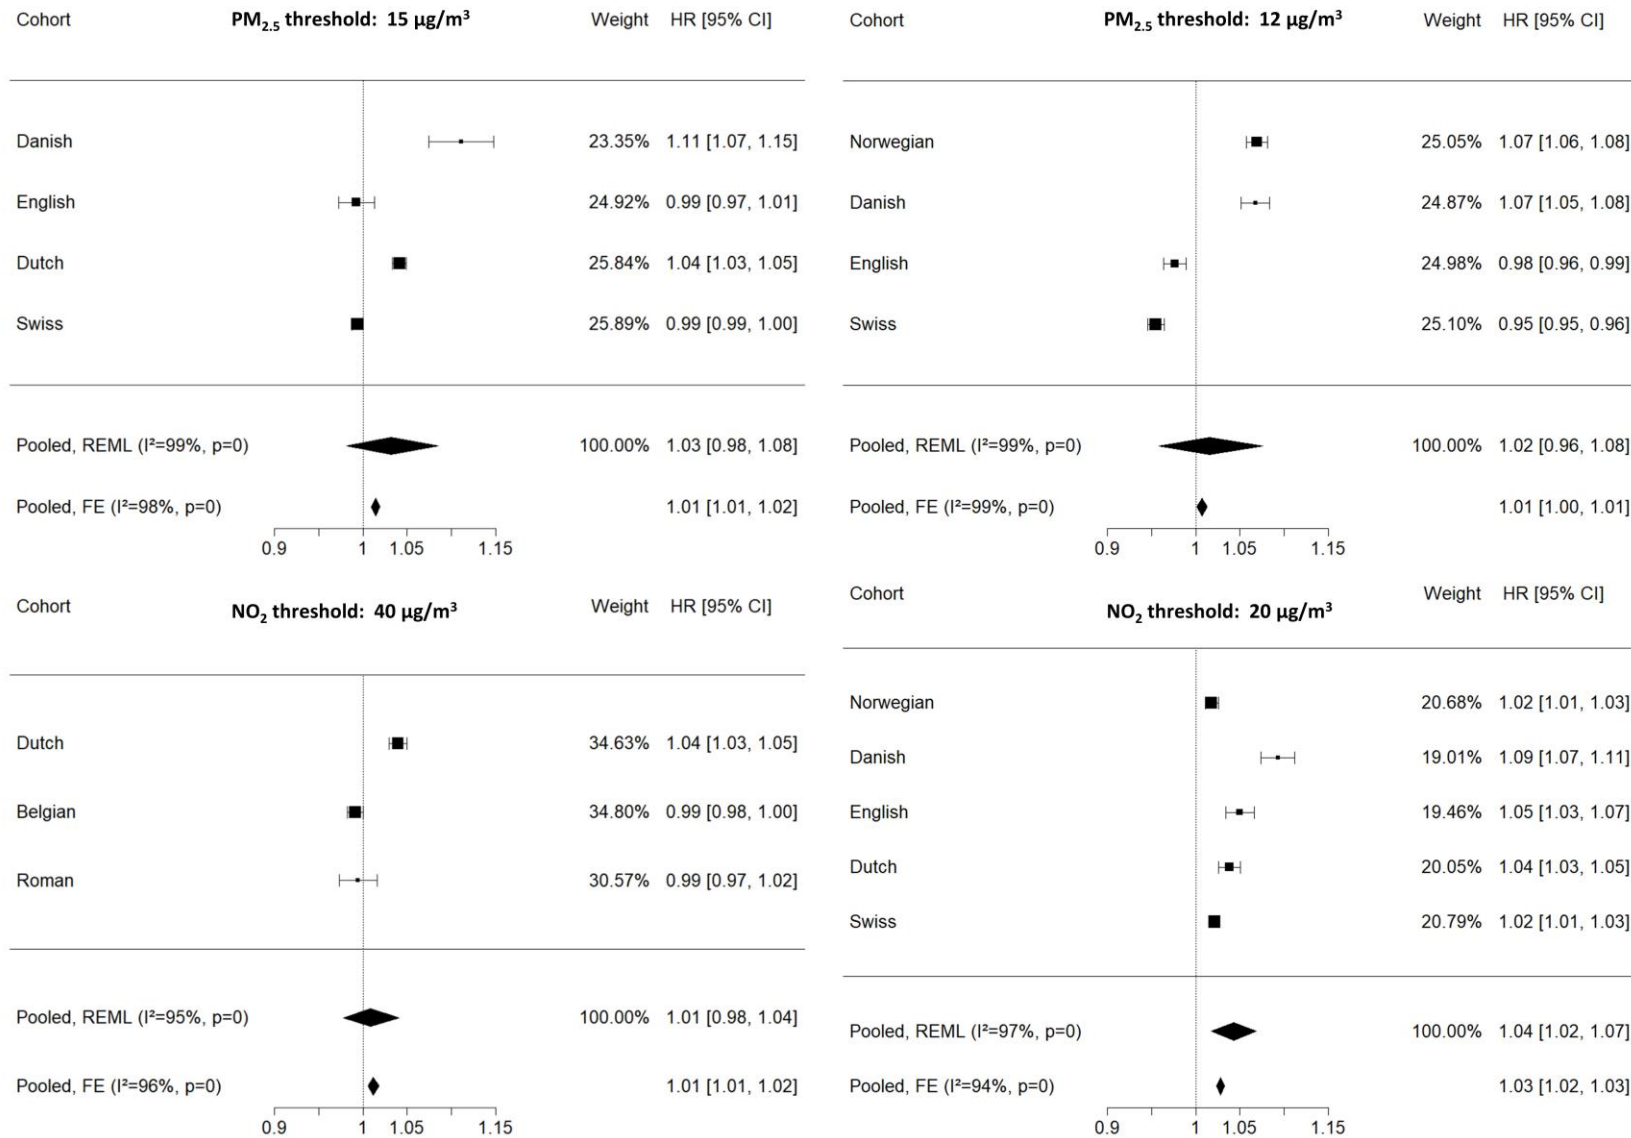 Cohort PM2.5 threshold: 15 µg/m³ Weight HR [95% CI]
Danish 23.35% 1.11 [1.07, 1.15]
English 24.92% 0.99 [0.97, 1.01]
Dutch 25.84% 1.04 [1.03, 1.05]
Swiss 25.89% 0.99 [0.99, 1.00]
Pooled, REML (I²=99%, p=0) 100.00% 1.03 [0.98, 1.08]
Pooled, FE (I²=98%, p=0) 1.01 [1.01, 1.02]
0.9 1 1.05 1.15
Cohort PM2.5 threshold: 12 µg/m³ Weight HR [95% CI]
Norwegian 25.05% 1.07 [1.06, 1.08]
Danish 24.87% 1.07 [1.05, 1.08]
English 24.98% 0.98 [0.96, 0.99]
Swiss 25.10% 0.95 [0.95, 0.96]
Pooled, REML (I²=99%, p=0) 100.00% 1.02 [0.96, 1.08]
Pooled, FE (I²=99%, p=0) 1.01 [1.00, 1.01]
0.9 1 1.05 1.15
Cohort NO2 threshold: 40 µg/m³ Weight HR [95% CI]
Dutch 34.63% 1.04 [1.03, 1.05]
Belgian 34.80% 0.99 [0.98, 1.00]
Roman 30.57% 0.99 [0.97, 1.02]
Pooled, REML (I²=95%, p=0) 100.00% 1.01 [0.98, 1.04]
Pooled, FE (I²=96%, p=0) 1.01 [1.01, 1.02]
0.9 1 1.05 1.15
Cohort NO2 threshold: 20 µg/m³ Weight HR [95% CI]
Norwegian 20.68% 1.02 [1.01, 1.03]
Danish 19.01% 1.09 [1.07, 1.11]
English 19.46% 1.05 [1.03, 1.07]
Dutch 20.05% 1.04 [1.03, 1.05]
Swiss 20.79% 1.02 [1.01, 1.03]
Pooled, REML (I²=97%, p=0) 100.00% 1.04 [1.02, 1.07]
Pooled, FE (I²=94%, p=0) 1.03 [1.02, 1.03]
0.9 1 1.05 1.15